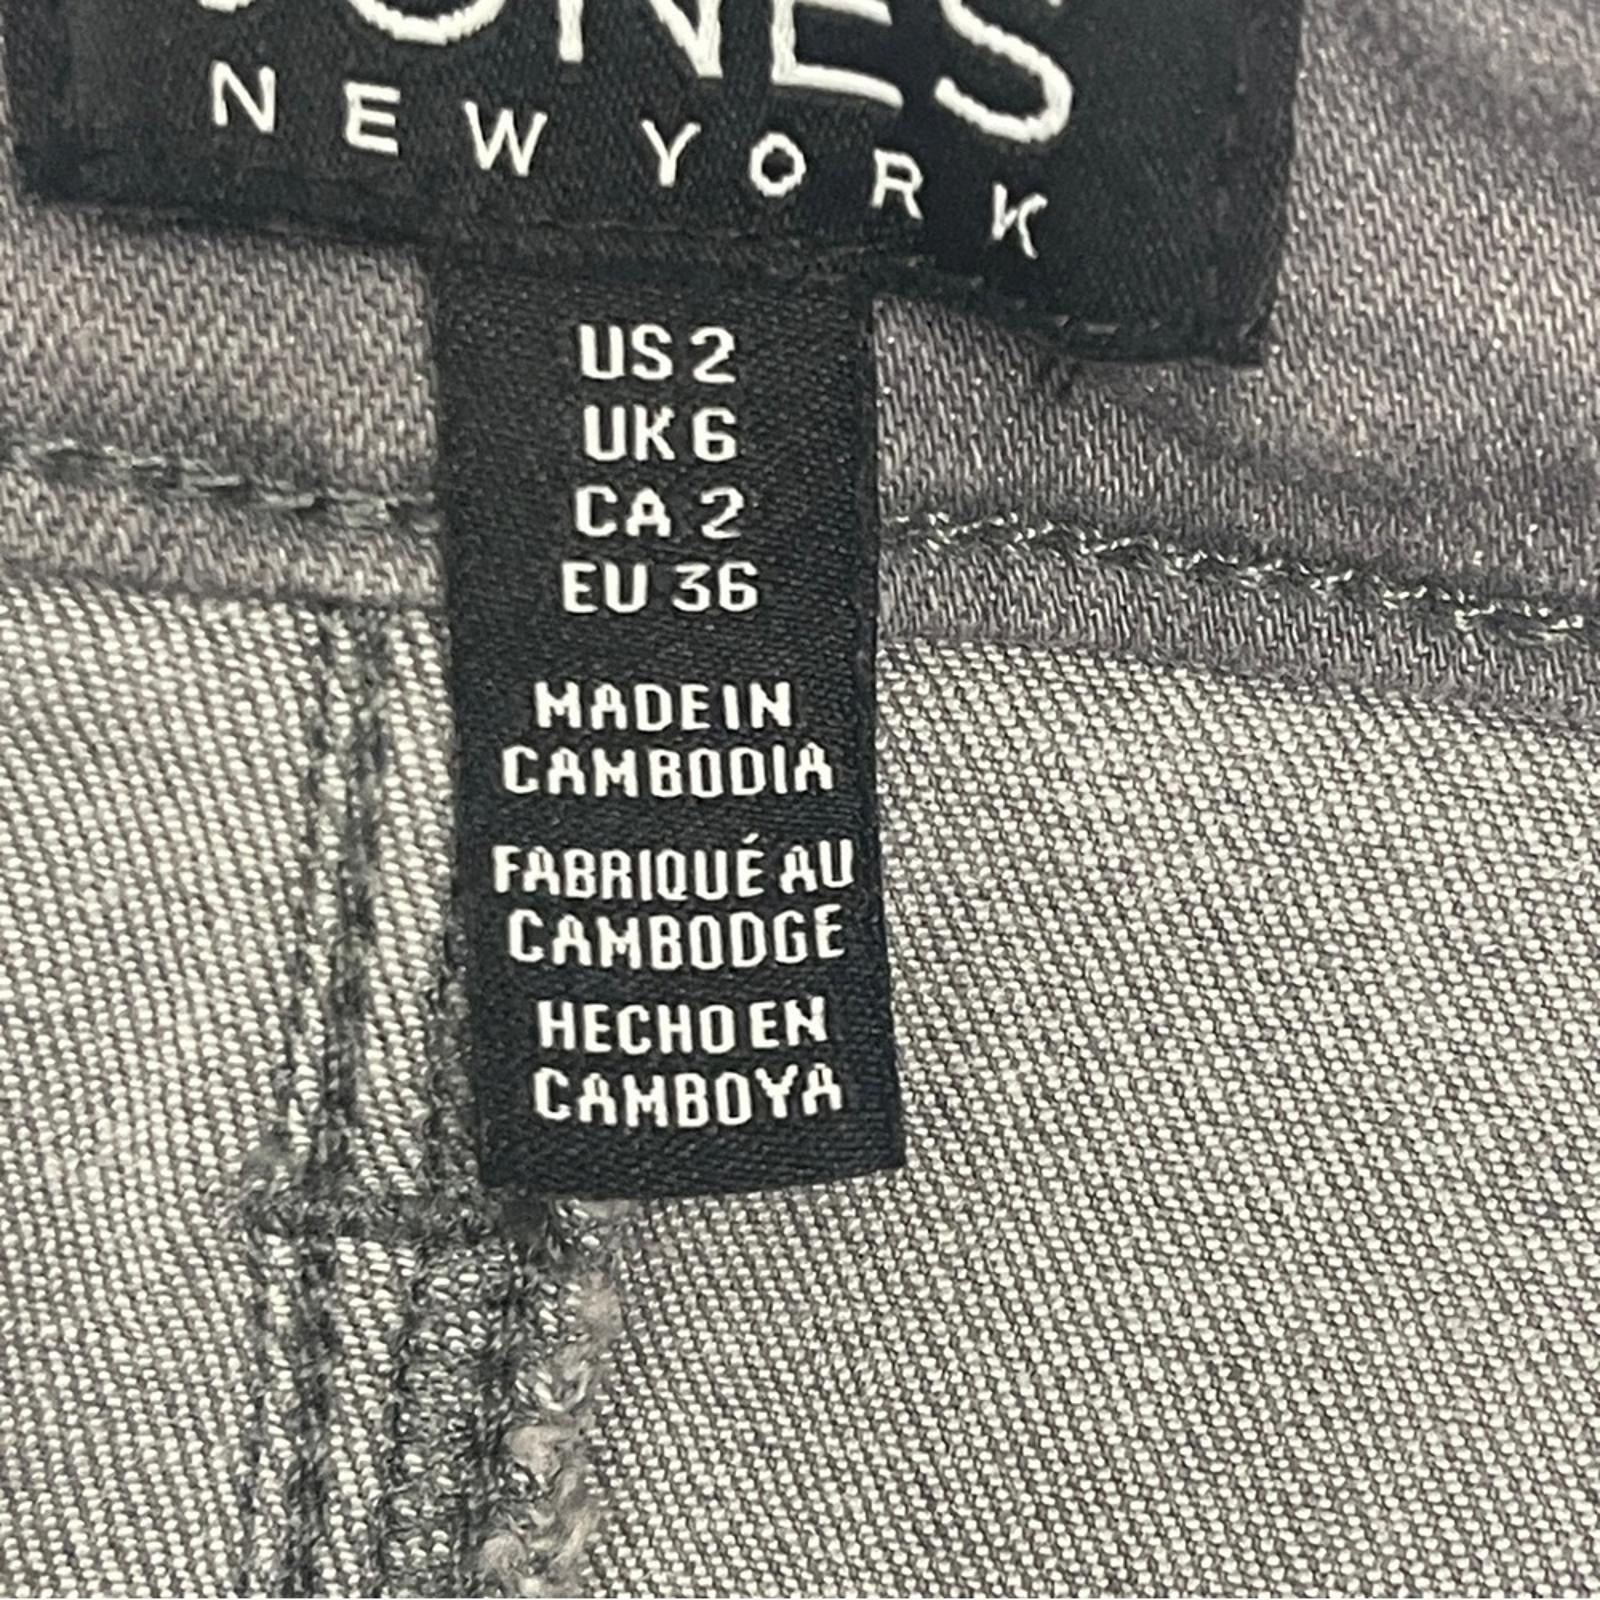 JONES
NEW YORK
US 2
UK 6
CA 2
EU 36
MADE IN
CAMBODIA
FABRIQUÉ AU
CAMBODGE
HECHO EN
CAMBOYA